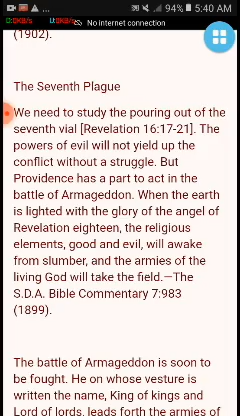 0:0KB/s U:0KB/s 94% 5:40 AM
No internet connection
(1902).
The Seventh Plague
We need to study the pouring out of the
seventh vial [Revelation 16:17-21]. The
powers of evil will not yield up the
conflict without a struggle. But
Providence has a part to act in the
battle of Armageddon. When the earth
is lighted with the glory of the angel of
Revelation eighteen, the religious
elements, good and evil, will awake
from slumber, and the armies of the
living God will take the field.—The
S.D.A. Bible Commentary 7:983
(1899).
The battle of Armageddon is soon to
be fought. He on whose vesture is
written the name, King of kings and
Lord of lords, leads forth the armies of